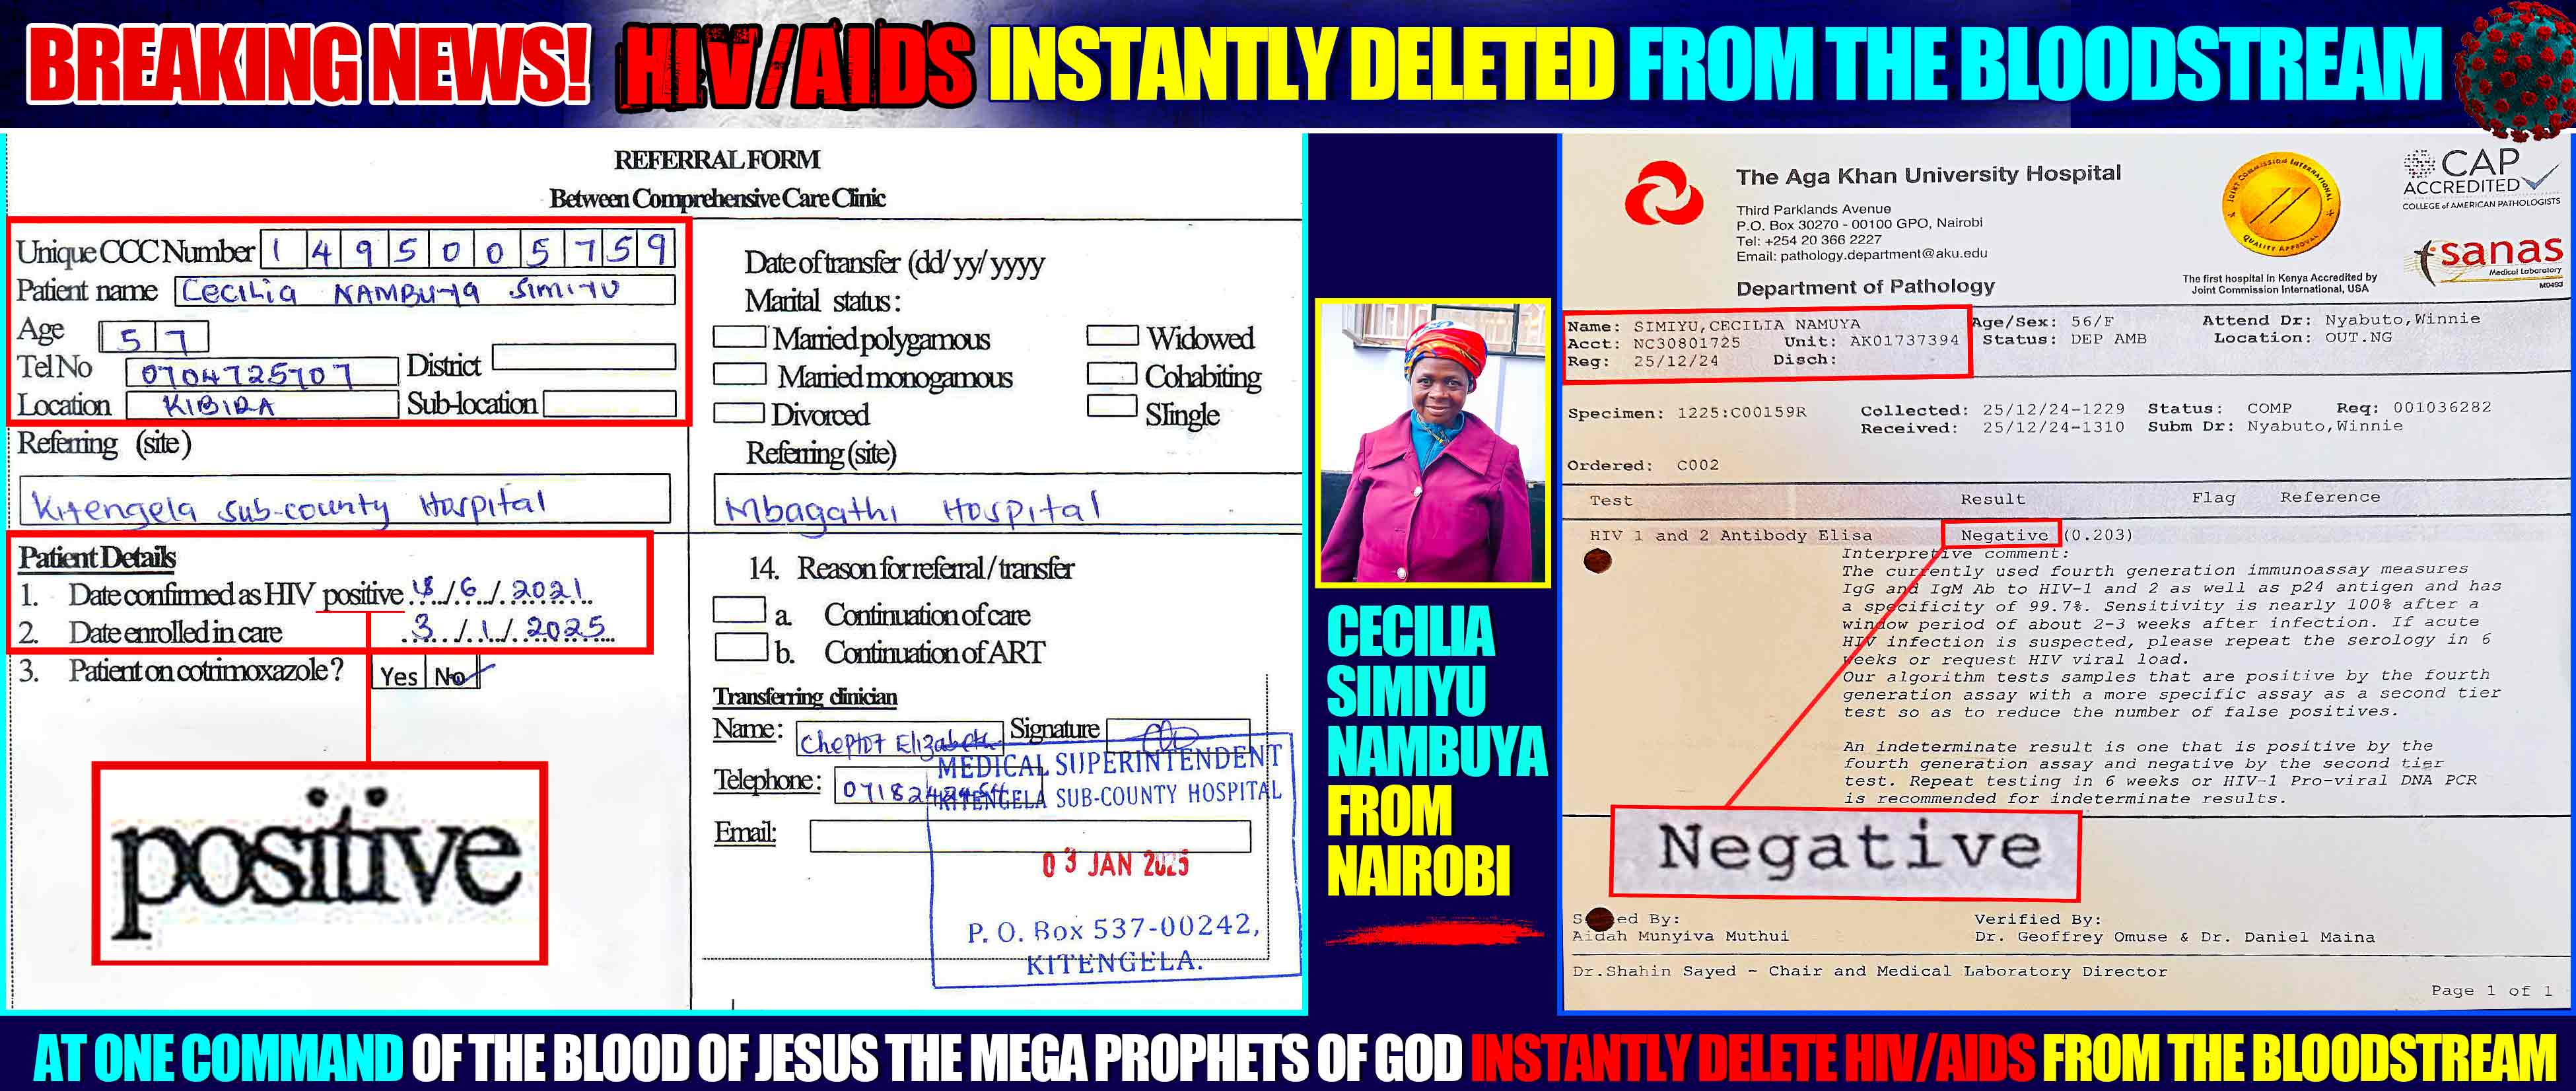 BREAKING NEWS! HIV/AIDS INSTANTLY DELETED FROM THE BLOODSTREAM
REFERRAL FORM
Between Comprehensive Care Clinic
Unique CCC Number 1495005759
Patient name Cecilia NAMBUYA SIMIYU
Age 57
Tel No 0704725707 District
Location KIBIRA Sub-location
Referring (site)
Kitengela sub-county Hospital
Patient Details
1. Date confirmed as HIV positive 18/6/2021
2. Date enrolled in care 3/1/2025
3. Patient on cotrimoxazole? Yes No
positive
Date of transfer (dd/yy/yyyy
Marital status:
Married polygamous Widowed
Married monogamous Cohabiting
Divorced SIingle
Referring (site)
Mbagathi Hospital
14. Reason for referral/transfer
a. Continuation of care
b. Continuation of ART
Transferring clinician
Name: Elizabeth Signature
Telephone:
Email:
MEDICAL SUPERINTENDENT
KITENGELA SUB-COUNTY HOSPITAL
03 JAN 2025
P. O. Box 537-00242,
KITENGELA.
CECILIA
SIMIYU
NAMBUYA
FROM
NAIROBI
The Aga Khan University Hospital
Third Parklands Avenue
P.O. Box 30270 - 00100 GPO, Nairobi
Tel: +254 20 366 2227
Email: pathology.department@aku.edu
Department of Pathology
JOINT COMMISSION INTERNATIONAL
QUALITY APPROVAL
The first hospital in Kenya Accredited by
Joint Commission International, USA
CAP
ACCREDITED
COLLEGE of AMERICAN PATHOLOGISTS
sanas
Medical Laboratory
M0493
Name: SIMIYU,CECILIA NAMUYA Age/Sex: 56/F Attend Dr: Nyabuto,Winnie
Acct: NC30801725 Unit: AK01737394 Status: DEP AMB Location: OUT.NG
Reg: 25/12/24 Disch:
Specimen: 1225:C00159R Collected: 25/12/24-1229 Status: COMP Req: 001036282
Received: 25/12/24-1310 Subm Dr: Nyabuto,Winnie
Ordered: C002
Test Result Flag Reference
HIV 1 and 2 Antibody Elisa Negative (0.203)
Interpretive comment:
The currently used fourth generation immunoassay measures
IgG and IgM Ab to HIV-1 and 2 as well as p24 antigen and has
a specificity of 99.7%. Sensitivity is nearly 100% after a
window period of about 2-3 weeks after infection. If acute
HIV infection is suspected, please repeat the serology in 6
weeks or request HIV viral load.
Our algorithm tests samples that are positive by the fourth
generation assay with a more specific assay as a second tier
test so as to reduce the number of false positives.
An indeterminate result is one that is positive by the
fourth generation assay and negative by the second tier
test. Repeat testing in 6 weeks or HIV-1 Pro-viral DNA PCR
is recommended for indeterminate results.
Negative
By: Verified By:
Aidah Munyiva Muthui Dr. Geoffrey Omuse & Dr. Daniel Maina
Dr.Shahin Sayed - Chair and Medical Laboratory Director
Page 1 of 1
AT ONE COMMAND OF THE BLOOD OF JESUS THE MEGA PROPHETS OF GOD INSTANTLY DELETE HIV/AIDS FROM THE BLOODSTREAM